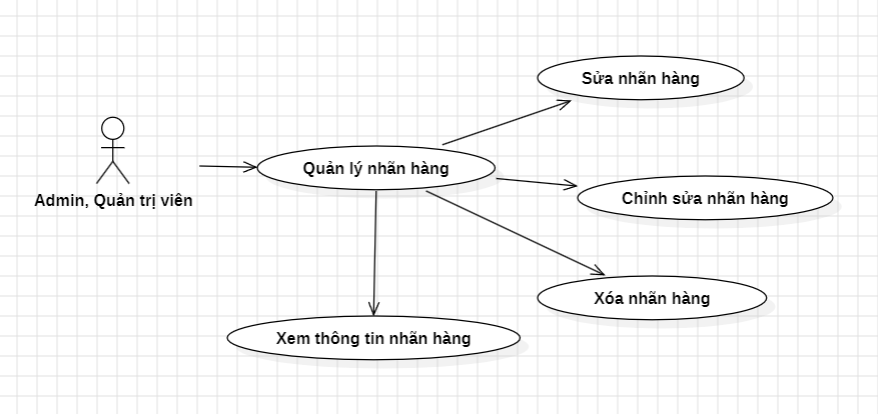 Sửa nhãn hàng
Quản lý nhãn hàng
Admin, Quản trị viên
Chỉnh sửa nhãn hàng
Xóa nhãn hàng
Xem thông tin nhãn hàng